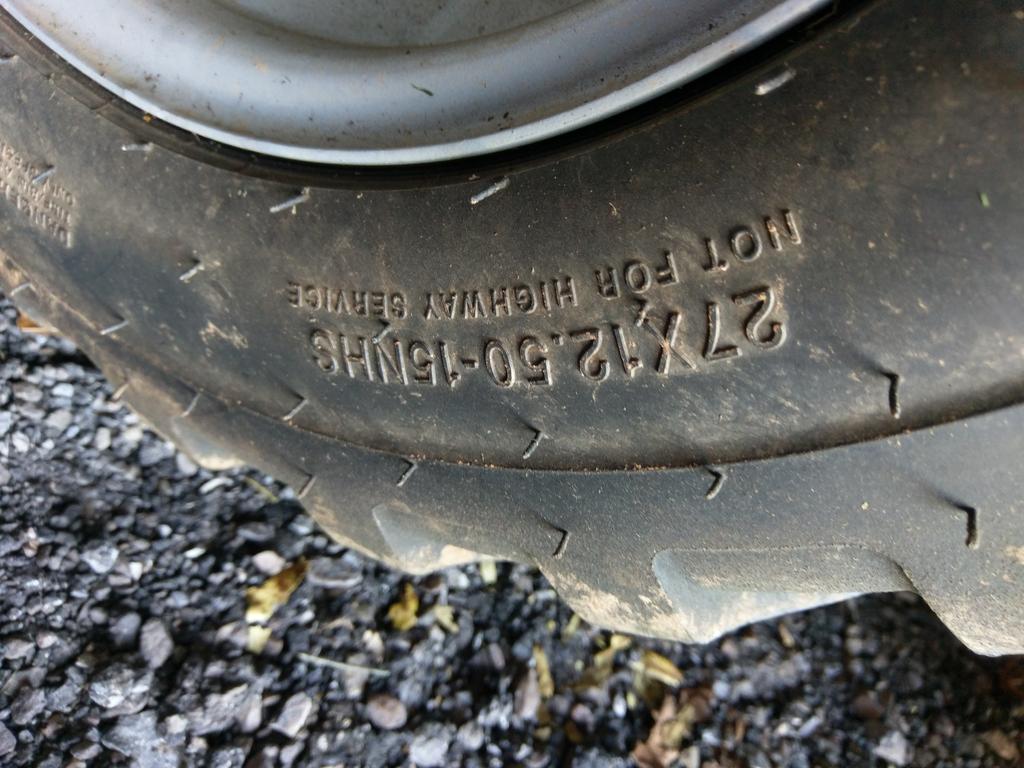 27X12.50-15NHS
NOT FOR HIGHWAY SERVICE